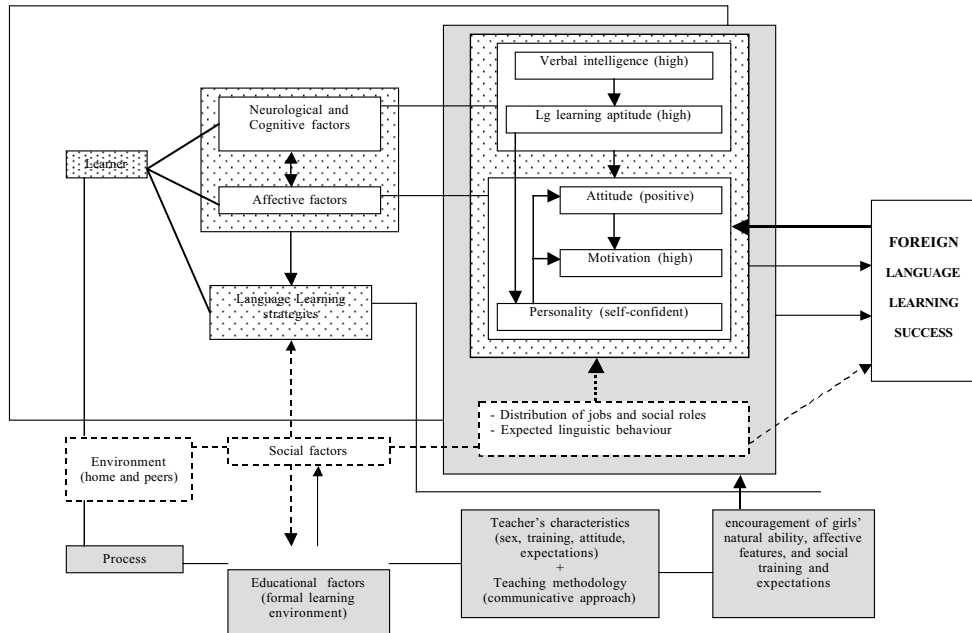 Verbal intelligence (high)
Neurological and
Cognitive factors
Lg learning aptitude (high)
Learner
Affective factors
Attitude (positive)
Motivation (high)
Language Learning
strategies
Personality (self-confident)
FOREIGN
LANGUAGE
LEARNING
SUCCESS
- Distribution of jobs and social roles
- Expected linguistic behaviour
Environment
(home and peers)
Social factors
Process
Educational factors
(formal learning
environment)
Teacher's characteristics
(sex, training, attitude,
expectations)
+
Teaching methodology
(communicative approach)
encouragement of girls'
natural ability, affective
features, and social
training and
expectations